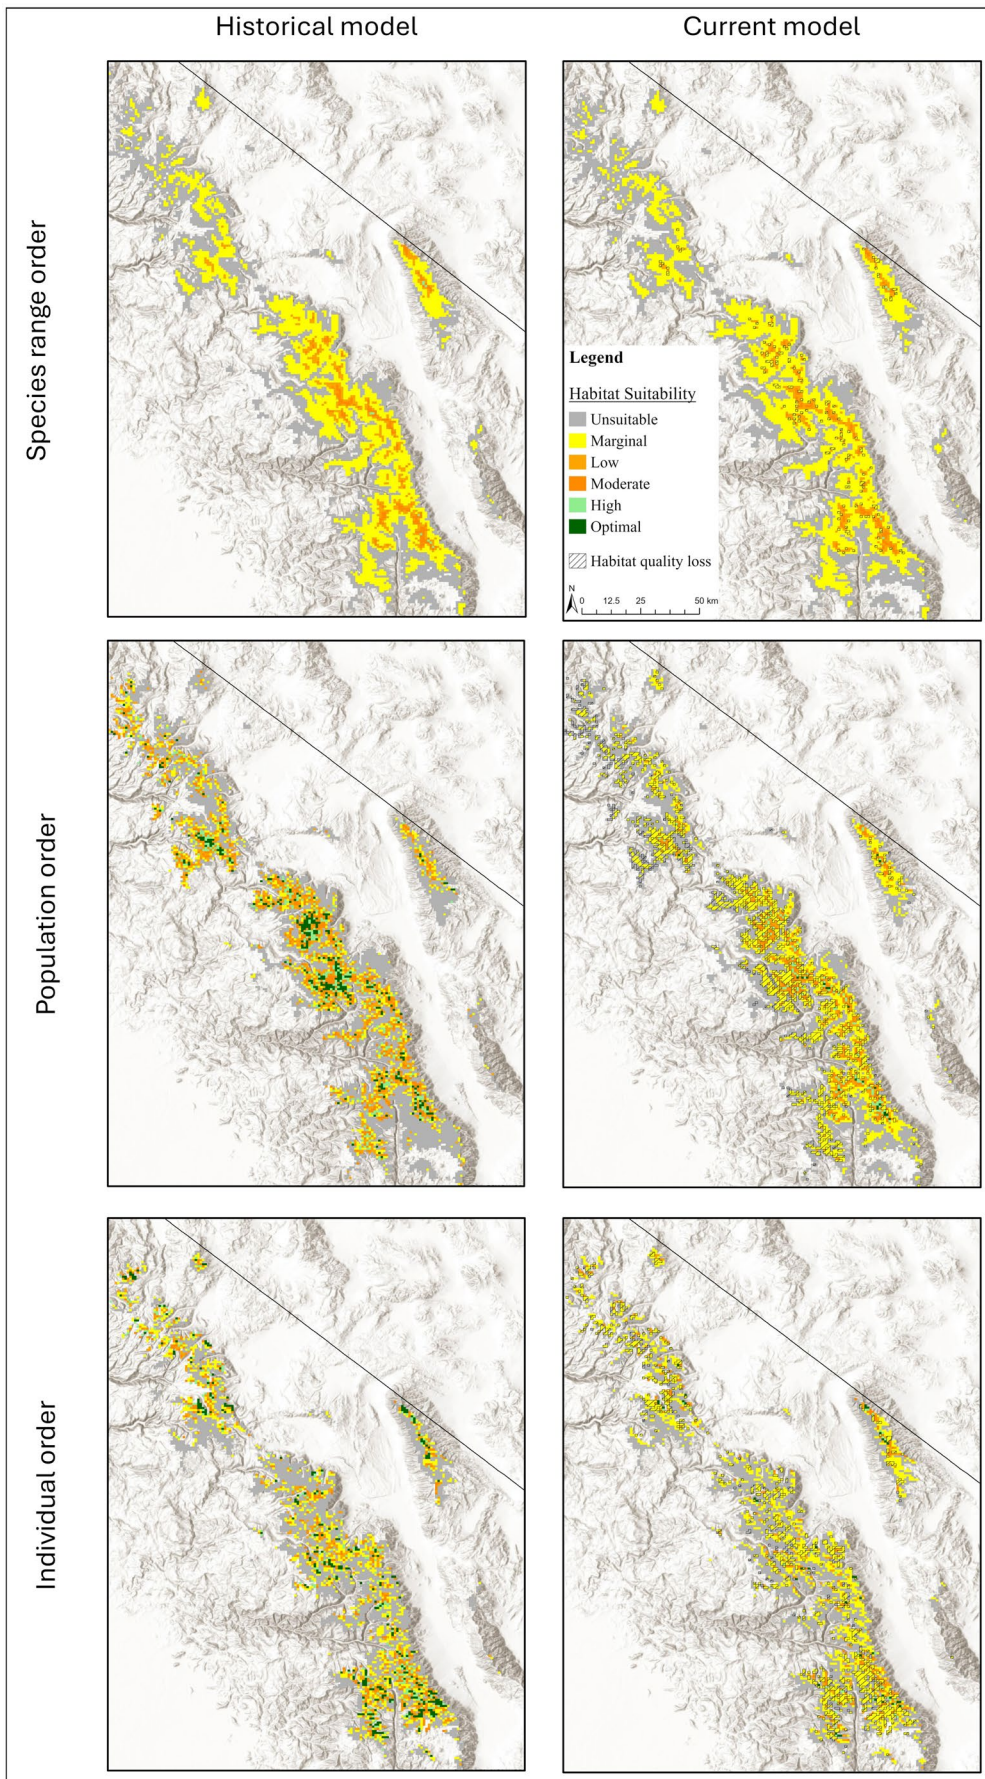 Historical model
Current model
Species range order
Legend
Habitat Suitability
Unsuitable
Marginal
Low
Moderate
High
Optimal
Habitat quality loss
N
0 12.5 25 50 km
Population order
Individual order